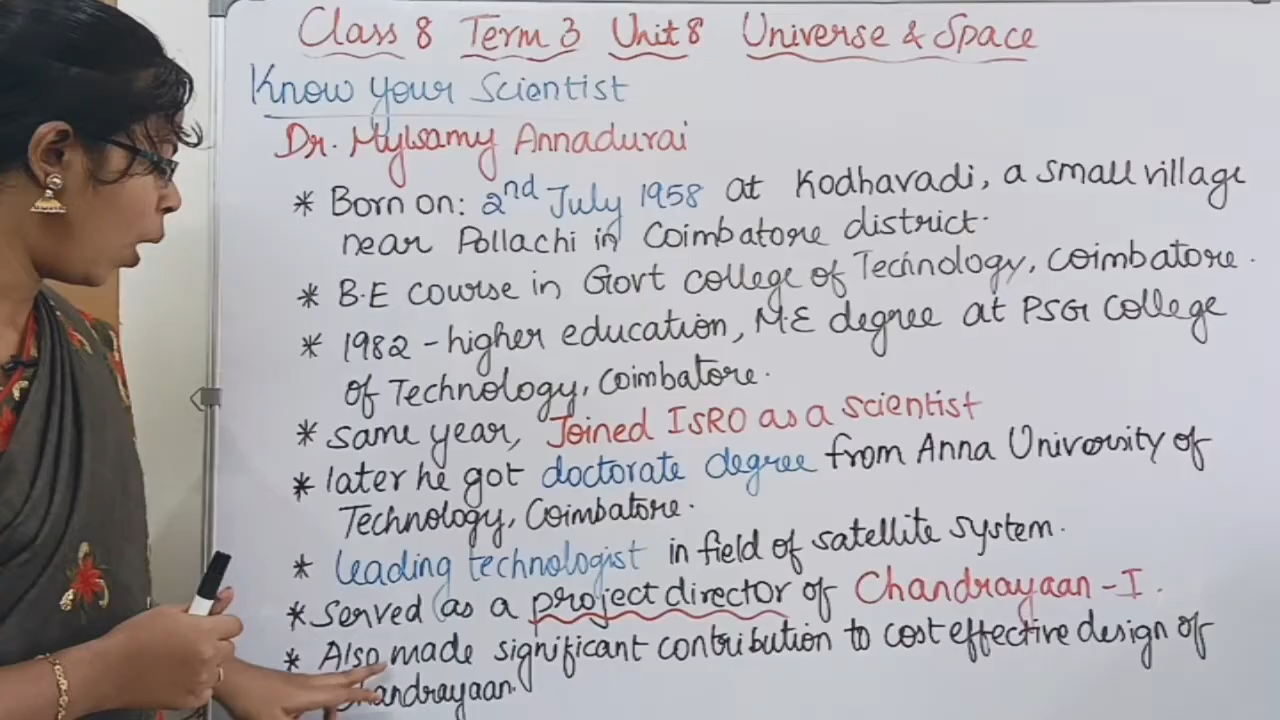 Class 8 Term 3 Unit 8 Universe & Space
Know your Scientist
Dr. Mylsamy Annadurai
* Born on: 2nd July 1958 at Kodhavadi, a small village
near Pollachi in Coimbatore district.
* B.E course in Govt college of Technology, Coimbatore.
* 1982 - higher education, M.E degree at PSG College
of Technology, Coimbatore.
* same year, Joined ISRO as a scientist
* later he got doctorate degree from Anna University of
Technology, Coimbatore.
* leading technologist in field of satellite system.
* Served as a project director of Chandrayaan - I.
* Also made significant contribution to cost effective design of
Chandrayaan.